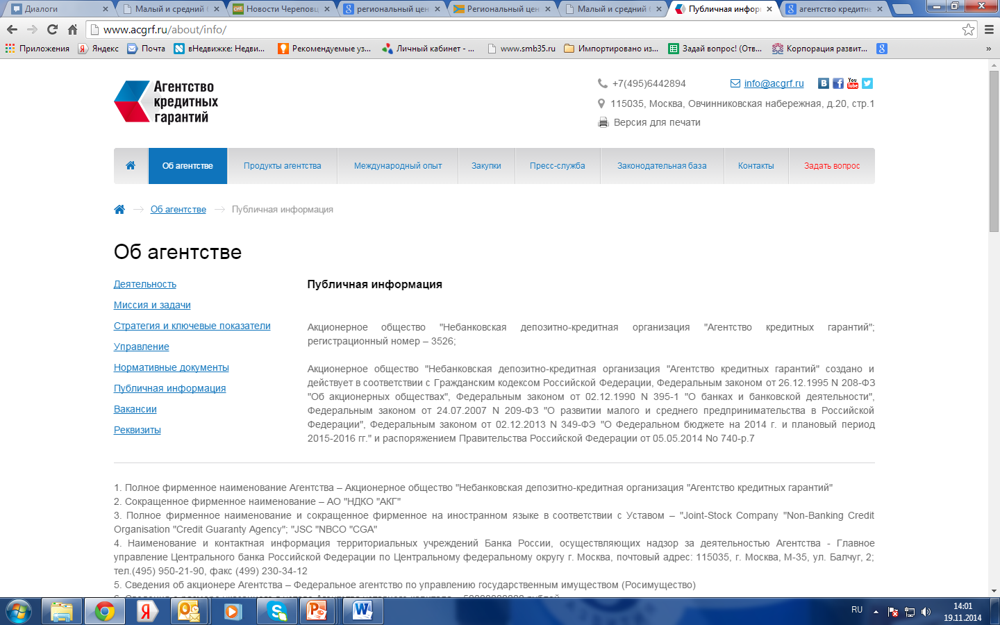 Диалоги
Малый и средний
Новости Череповц
региональный цен
Региональный цен
Малый и средний
Публичная инфор
агентство кредитн
www.acgrf.ru/about/info/
Приложения
Яндекс
Почта
вНедвижке: Недви...
Рекомендуемые уз...
Личный кабинет - ...
www.smb35.ru
Импортировано из...
Задай вопрос! (Отв...
Корпорация развит...
»
Агентство
кредитных
гарантий
+7(495)6442894
info@acgrf.ru
115035, Москва, Овчинниковская набережная, д.20, стр.1
Версия для печати
Об агентстве
Продукты агентства
Международный опыт
Закупки
Пресс-служба
Законодательная база
Контакты
Задать вопрос
Об агентстве
Публичная информация
Об агентстве
Деятельность
Миссия и задачи
Стратегия и ключевые показатели
Управление
Нормативные документы
Публичная информация
Вакансии
Реквизиты
Публичная информация
Акционерное общество "Небанковская депозитно-кредитная организация "Агентство кредитных гарантий";
регистрационный номер – 3526;
Акционерное общество "Небанковская депозитно-кредитная организация "Агентство кредитных гарантий" создано и
действует в соответствии с Гражданским кодексом Российской Федерации, Федеральным законом от 26.12.1995 N 208-ФЗ
"Об акционерных обществах", Федеральным законом от 02.12.1990 N 395-1 "О банках и банковской деятельности",
Федеральным законом от 24.07.2007 N 209-ФЗ "О развитии малого и среднего предпринимательства в Российской
Федерации", Федеральным законом от 02.12.2013 N 349-ФЭ "О Федеральном бюджете на 2014 г. и плановый период
2015-2016 гг." и распоряжением Правительства Российской Федерации от 05.05.2014 No 740-р.7
1. Полное фирменное наименование Агентства – Акционерное общество "Небанковская депозитно-кредитная организация "Агентство кредитных гарантий"
2. Сокращенное фирменное наименование – АО "НДКО "АКГ"
3. Полное фирменное наименование и сокращенное фирменное на иностранном языке в соответствии с Уставом – "Joint-Stock Company "Non-Banking Credit
Organisation "Credit Guaranty Agency"; "JSC "NBCO "CGA"
4. Наименование и контактная информация территориальных учреждений Банка России, осуществляющих надзор за деятельностью Агентства - Главное
управление Центрального банка Российской Федерации по Центральному федеральному округу г. Москва, почтовый адрес: 115035, г. Москва, М-35, ул. Балчуг, 2;
тел.(495) 950-21-90, факс (499) 230-34-12
5. Сведения об акционере Агентства – Федеральное агентство по управлению государственным имуществом (Росимущество)
RU
14:01
19.11.2014